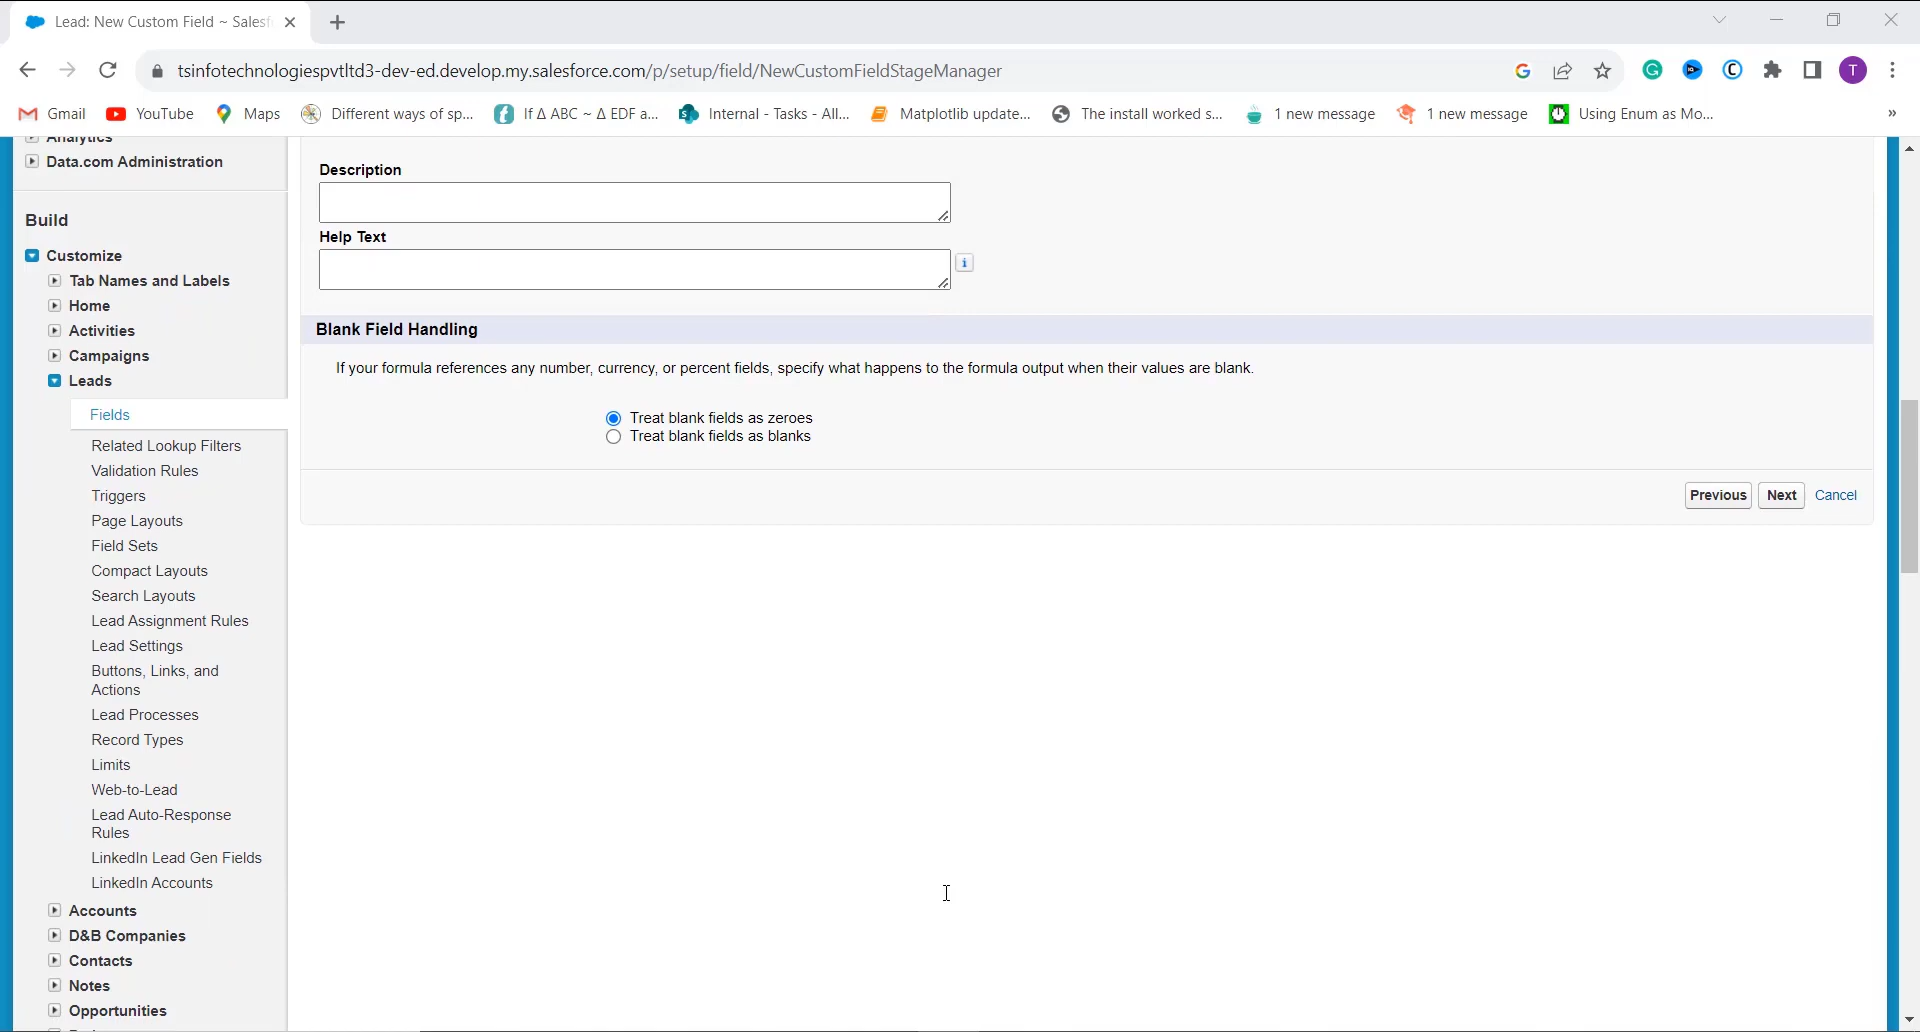 Lead: New Custom Field ~ Salesf
tsinfotechnologiespvtltd3-dev-ed.develop.my.salesforce.com/p/setup/field/NewCustomFieldStageManager
T
Gmail
YouTube
Maps
Different ways of sp...
If Δ ABC ~ Δ EDF a...
Internal - Tasks - All...
Matplotlib update...
The install worked s...
1 new message
1 new message
Using Enum as Mo...
»
Analytics
Data.com Administration
Build
Customize
Tab Names and Labels
Home
Activities
Campaigns
Leads
Fields
Related Lookup Filters
Validation Rules
Triggers
Page Layouts
Field Sets
Compact Layouts
Search Layouts
Lead Assignment Rules
Lead Settings
Buttons, Links, and
Actions
Lead Processes
Record Types
Limits
Web-to-Lead
Lead Auto-Response
Rules
LinkedIn Lead Gen Fields
LinkedIn Accounts
Accounts
D&B Companies
Contacts
Notes
Opportunities
Description
Help Text
Blank Field Handling
If your formula references any number, currency, or percent fields, specify what happens to the formula output when their values are blank.
Treat blank fields as zeroes
Treat blank fields as blanks
Previous Next Cancel